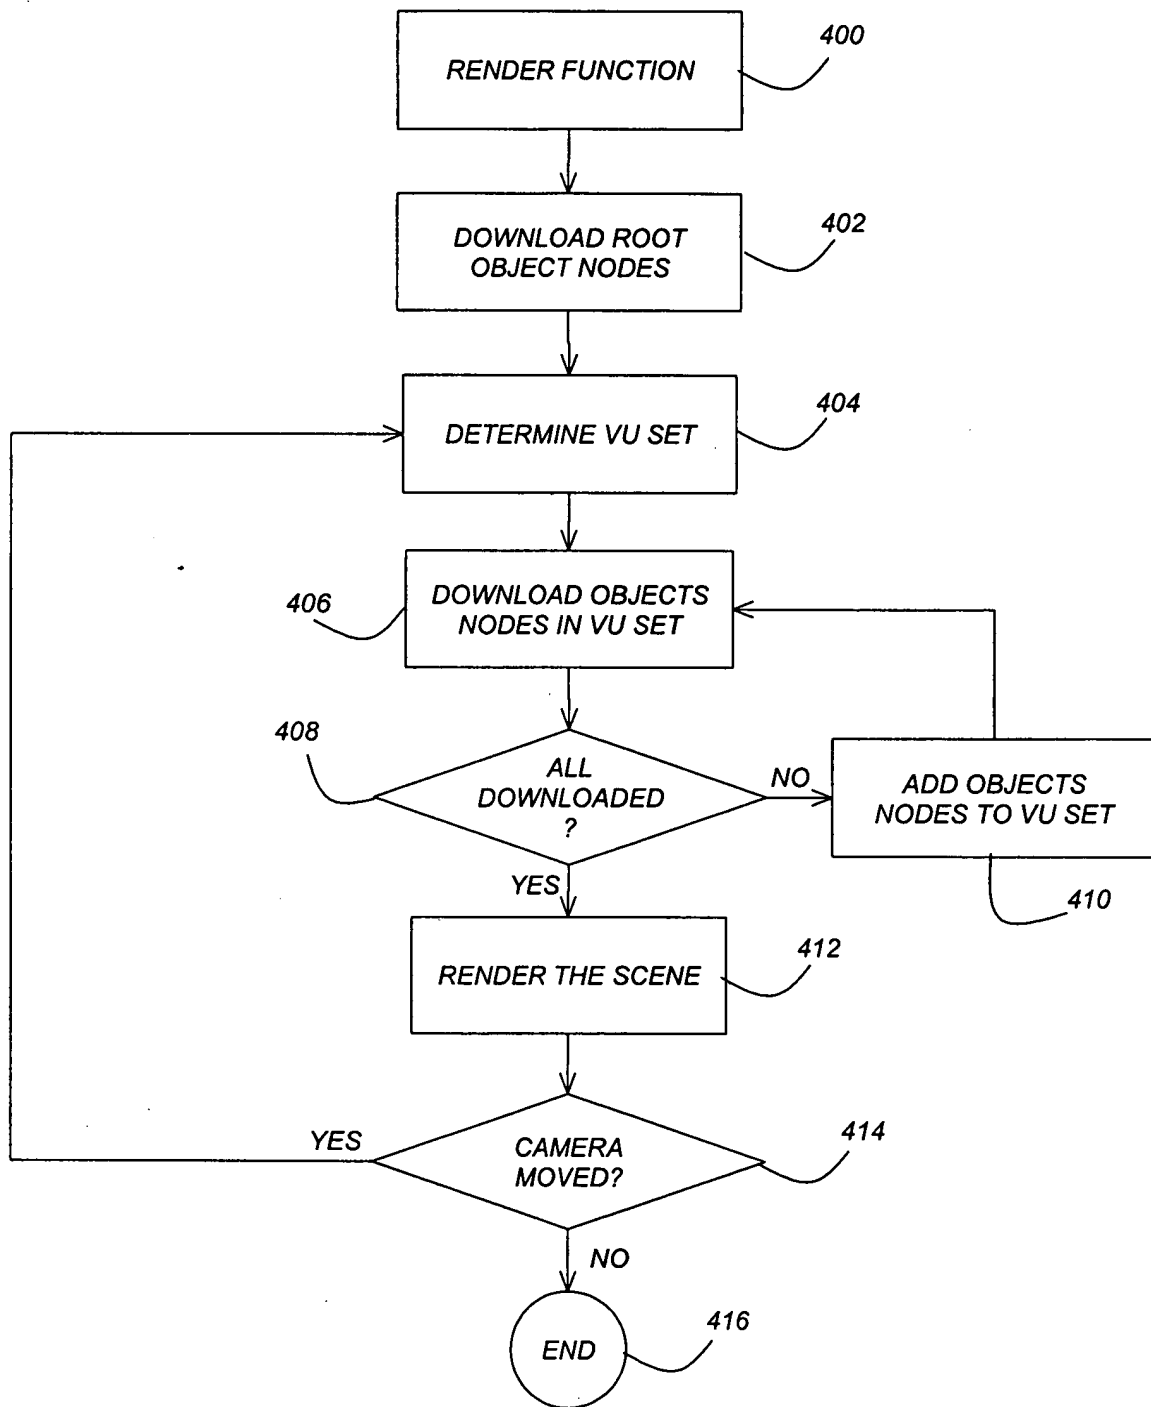 400
RENDER FUNCTION
402
DOWNLOAD ROOT
OBJECT NODES
404
DETERMINE VU SET
406
DOWNLOAD OBJECTS
NODES IN VU SET
408
ALL
DOWNLOADED
?
NO
ADD OBJECTS
NODES TO VU SET
410
YES
412
RENDER THE SCENE
414
YES
CAMERA
MOVED?
NO
416
END